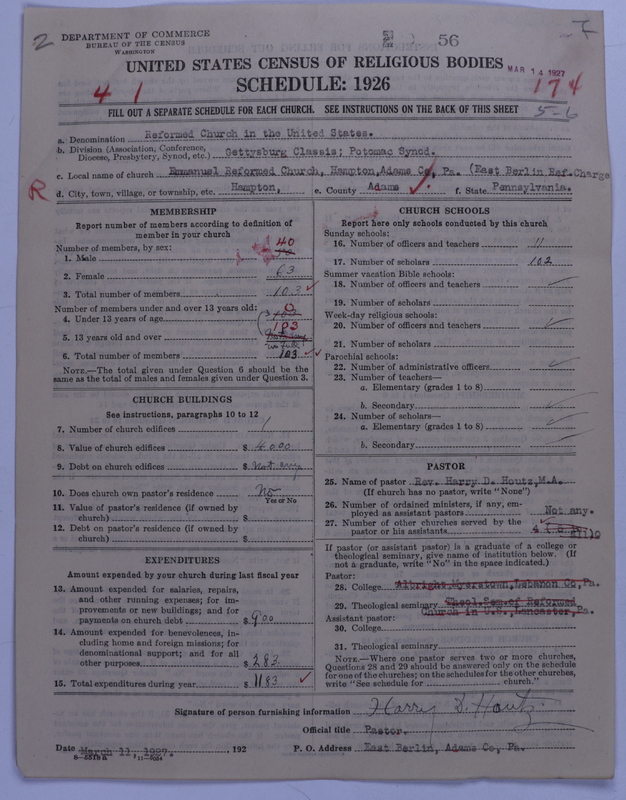 2
DEPARTMENT OF COMMERCE
BUREAU OF THE CENSUS
WASHINGTON
56
UNITED STATES CENSUS OF RELIGIOUS BODIES
MAR 14 1927
SCHEDULE: 1926
4 1
174
FILL OUT A SEPARATE SCHEDULE FOR EACH CHURCH. SEE INSTRUCTIONS ON THE BACK OF THIS SHEET
5-6
a. Denomination Reformed Church in the United States.
b. Division (Association, Conference, Diocese, Presbytery, Synod, etc.) Gettysburg Classis; Potomac Synod.
c. Local name of church Emmanuel Reformed Church, Hampton, Adams Co, Pa. (East Berlin Ref. Charge
R
d. City, town, village, or township, etc. Hampton, e. County Adams f. State Pennsylvania.
MEMBERSHIP
Report number of members according to definition of
member in your church
Number of members, by sex:
1. Male 40
2. Female 63
3. Total number of members 103
Number of members under and over 13 years old:
4. Under 13 years of age 0
5. 13 years old and over 103
6. Total number of members 103
NOTE.—The total given under Question 6 should be the
same as the total of males and females given under Question 3.
CHURCH BUILDINGS
See instructions, paragraphs 10 to 12
7. Number of church edifices 1
8. Value of church edifices $ 4000
9. Debt on church edifices $ Not any
10. Does church own pastor's residence No
Yes or No
11. Value of pastor's residence (if owned by
church) $
12. Debt on pastor's residence (if owned by
church) $
EXPENDITURES
Amount expended by your church during last fiscal year
13. Amount expended for salaries, repairs,
and other running expenses; for im-
provements or new buildings; and for
payments on church debt $ 900
14. Amount expended for benevolences, in-
cluding home and foreign missions; for
denominational support; and for all
other purposes $ 283
15. Total expenditures during year $ 1183
CHURCH SCHOOLS
Report here only schools conducted by this church
Sunday schools:
16. Number of officers and teachers 11
17. Number of scholars 102
Summer vacation Bible schools:
18. Number of officers and teachers
19. Number of scholars
Week-day religious schools:
20. Number of officers and teachers
21. Number of scholars
Parochial schools:
22. Number of administrative officers
23. Number of teachers—
a. Elementary (grades 1 to 8)
b. Secondary
24. Number of scholars—
a. Elementary (grades 1 to 8)
b. Secondary
PASTOR
25. Name of pastor Rev. Harry D. Houtz, M.A.
(If church has no pastor, write "None")
26. Number of ordained ministers, if any, em-
ployed as assistant pastors Not any.
27. Number of other churches served by the
pastor or his assistants 4
If pastor (or assistant pastor) is a graduate of a college or
theological seminary, give name of institution below. (If
not a graduate, write "No" in the space indicated.)
Pastor:
28. College Albright Myerstown, Lebanon Co, Pa.
29. Theological seminary Theol. Sem. of Reformed
Church in U.S., Lancaster, Pa.
Assistant pastor:
30. College
31. Theological seminary
NOTE.—Where one pastor serves two or more churches,
Questions 28 and 29 should be answered only on the schedule
for one of the churches; on the schedules for the other churches,
write "See schedule for church."
Signature of person furnishing information Harry D. Houtz
Official title Pastor.
Date March 11, 1927. , 192
P. O. Address East Berlin, Adams Co, Pa.
8-5518a 11-9054